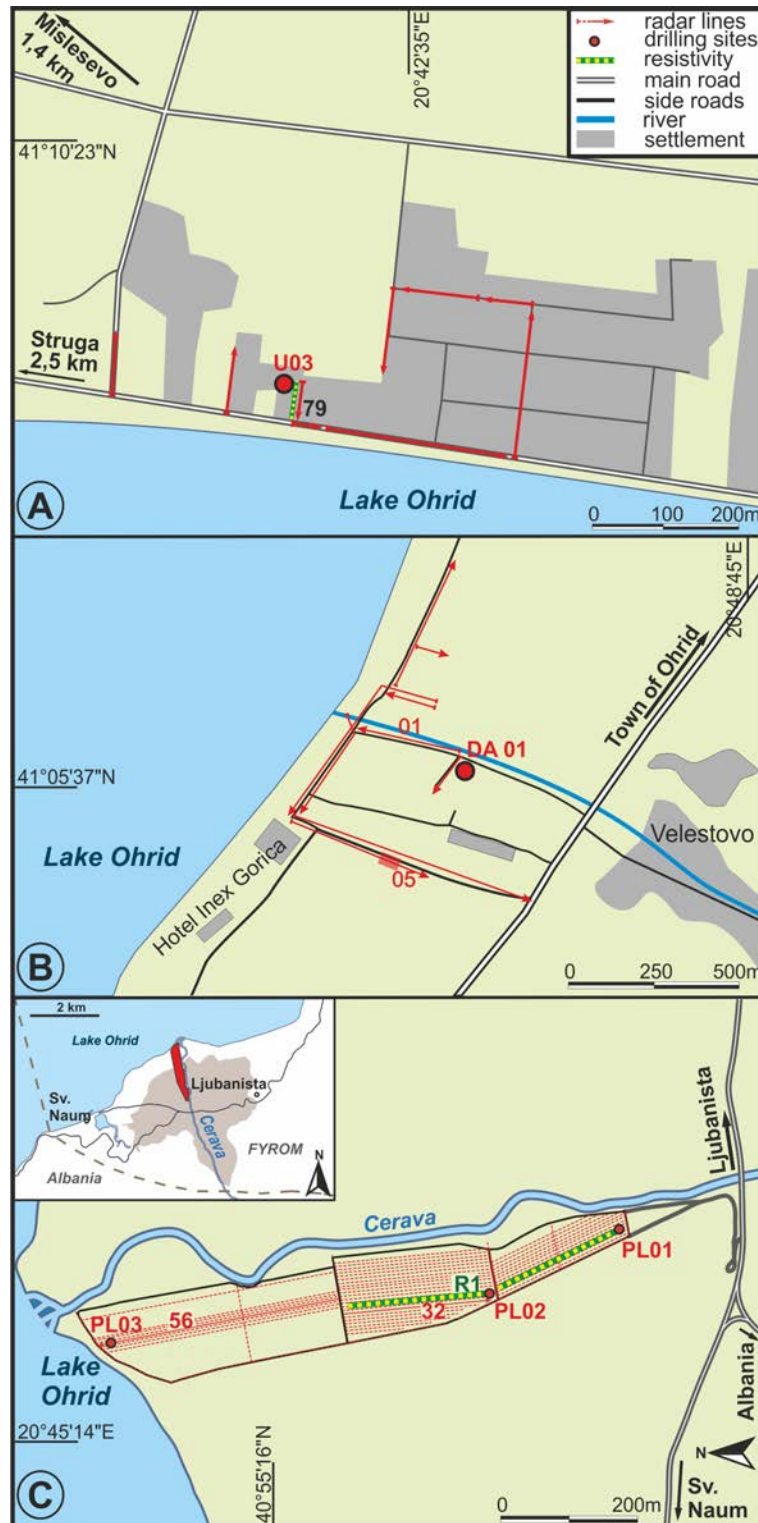 Mislesevo
1,4 km
20°42'35"E
radar lines
drilling sites
resistivity
main road
side roads
river
settlement
41°10'23"N
Struga
2,5 km
U03
79
Lake Ohrid
A
0 100 200m
20°48'45"E
Town of Ohrid
01
DA 01
41°05'37"N
Velestovo
Lake Ohrid
Hotel Inex Gorica
05
B
0 250 500m
2 km
Lake Ohrid
Ljubanista
Sv.
Naum
Cerava
FYROM
Albania
N
Ljubanista
Cerava
PL01
R1
PL02
32
56
PL03
Lake
Ohrid
Albania
20°45'14"E
40°55'16"N
N
Sv.
Naum
C
0 200m